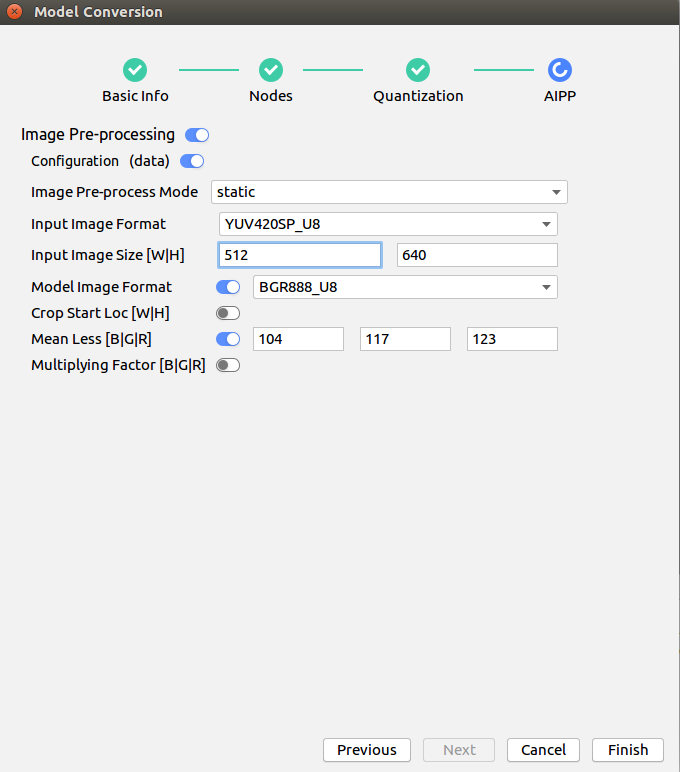 Model Conversion
Basic Info Nodes Quantization AIPP
Image Pre-processing
Configuration (data)
Image Pre-process Mode static
Input Image Format YUV420SP_U8
Input Image Size [W|H] 512 640
Model Image Format BGR888_U8
Crop Start Loc [W|H]
Mean Less [B|G|R] 104 117 123
Multiplying Factor [B|G|R]
Previous Next Cancel Finish